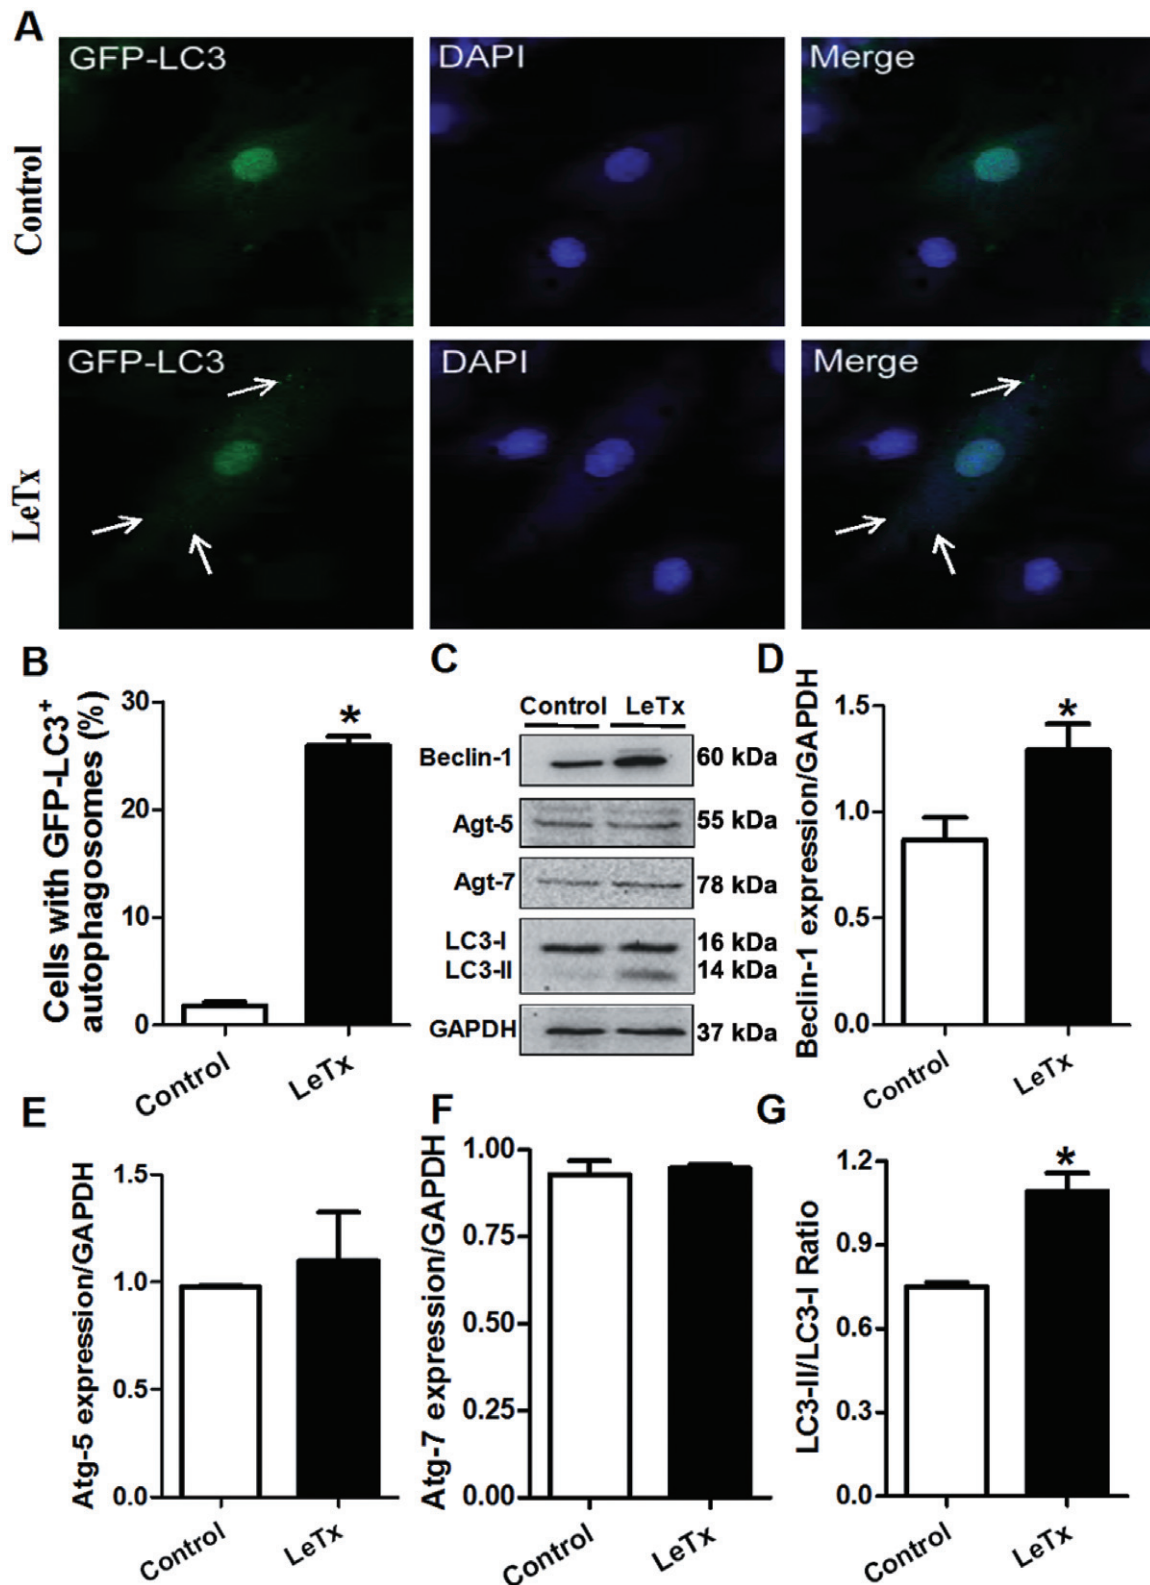 A
GFP-LC3
DAPI
Merge
Control
GFP-LC3
DAPI
Merge
LeTx
B
Cells with GFP-LC3+
autophagosomes (%)
30
20
10
0
*
Control
LeTx
C
Control LeTx
Beclin-1 60 kDa
Agt-5 55 kDa
Agt-7 78 kDa
LC3-I 16 kDa
LC3-II 14 kDa
GAPDH 37 kDa
D
Beclin-1 expression/GAPDH
1.5
1.0
0.5
0.0
*
Control
LeTx
E
Atg-5 expression/GAPDH
1.5
1.0
0.5
0.0
Control
LeTx
F
Atg-7 expression/GAPDH
1.00
0.75
0.50
0.25
0.00
Control
LeTx
G
LC3-II/LC3-I Ratio
1.2
0.9
0.6
0.3
0.0
*
Control
LeTx